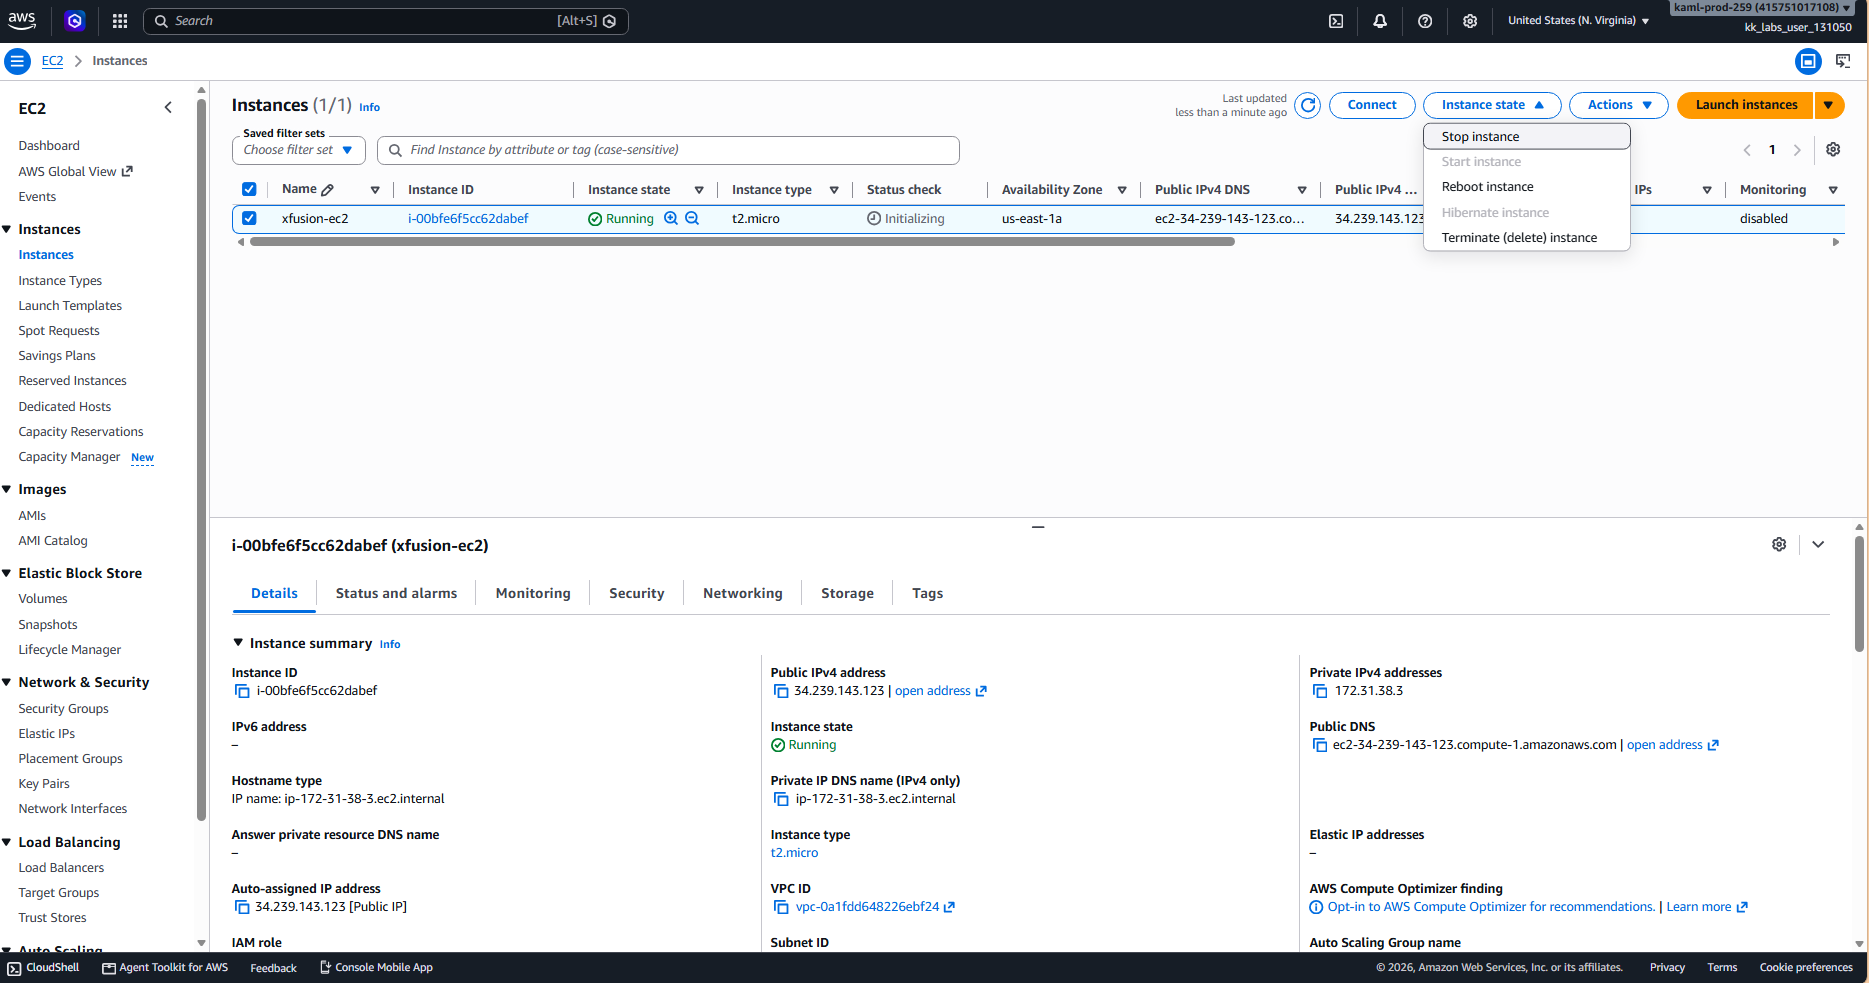 aws
Search
[Alt+S]
United States (N. Virginia)
kaml-prod-259 (415751017108)
kk_labs_user_131050
EC2
Instances
EC2
Dashboard
AWS Global View
Events
Instances
Instances
Instance Types
Launch Templates
Spot Requests
Savings Plans
Reserved Instances
Dedicated Hosts
Capacity Reservations
Capacity Manager New
Images
AMIs
AMI Catalog
Elastic Block Store
Volumes
Snapshots
Lifecycle Manager
Network & Security
Security Groups
Elastic IPs
Placement Groups
Key Pairs
Network Interfaces
Load Balancing
Load Balancers
Target Groups
Trust Stores
Auto Scaling
Instances (1/1) Info
Last updated
less than a minute ago
Connect
Instance state
Actions
Launch instances
Saved filter sets
Choose filter set
Find Instance by attribute or tag (case-sensitive)
1
Stop instance
Start instance
Reboot instance
Hibernate instance
Terminate (delete) instance
Name Instance ID Instance state Instance type Status check Availability Zone Public IPv4 DNS Public IPv4 ... IPs Monitoring
xfusion-ec2 i-00bfe6f5cc62dabef Running t2.micro Initializing us-east-1a ec2-34-239-143-123.co... 34.239.143.123 disabled
i-00bfe6f5cc62dabef (xfusion-ec2)
Details
Status and alarms
Monitoring
Security
Networking
Storage
Tags
Instance summary Info
Instance ID
i-00bfe6f5cc62dabef
Public IPv4 address
34.239.143.123 | open address
Private IPv4 addresses
172.31.38.3
IPv6 address
–
Instance state
Running
Public DNS
ec2-34-239-143-123.compute-1.amazonaws.com | open address
Hostname type
IP name: ip-172-31-38-3.ec2.internal
Private IP DNS name (IPv4 only)
ip-172-31-38-3.ec2.internal
Answer private resource DNS name
–
Instance type
t2.micro
Elastic IP addresses
–
Auto-assigned IP address
34.239.143.123 [Public IP]
VPC ID
vpc-0a1fdd648226ebf24
AWS Compute Optimizer finding
Opt-in to AWS Compute Optimizer for recommendations. | Learn more
IAM role
Subnet ID
Auto Scaling Group name
CloudShell
Agent Toolkit for AWS
Feedback
Console Mobile App
© 2026, Amazon Web Services, Inc. or its affiliates.
Privacy
Terms
Cookie preferences